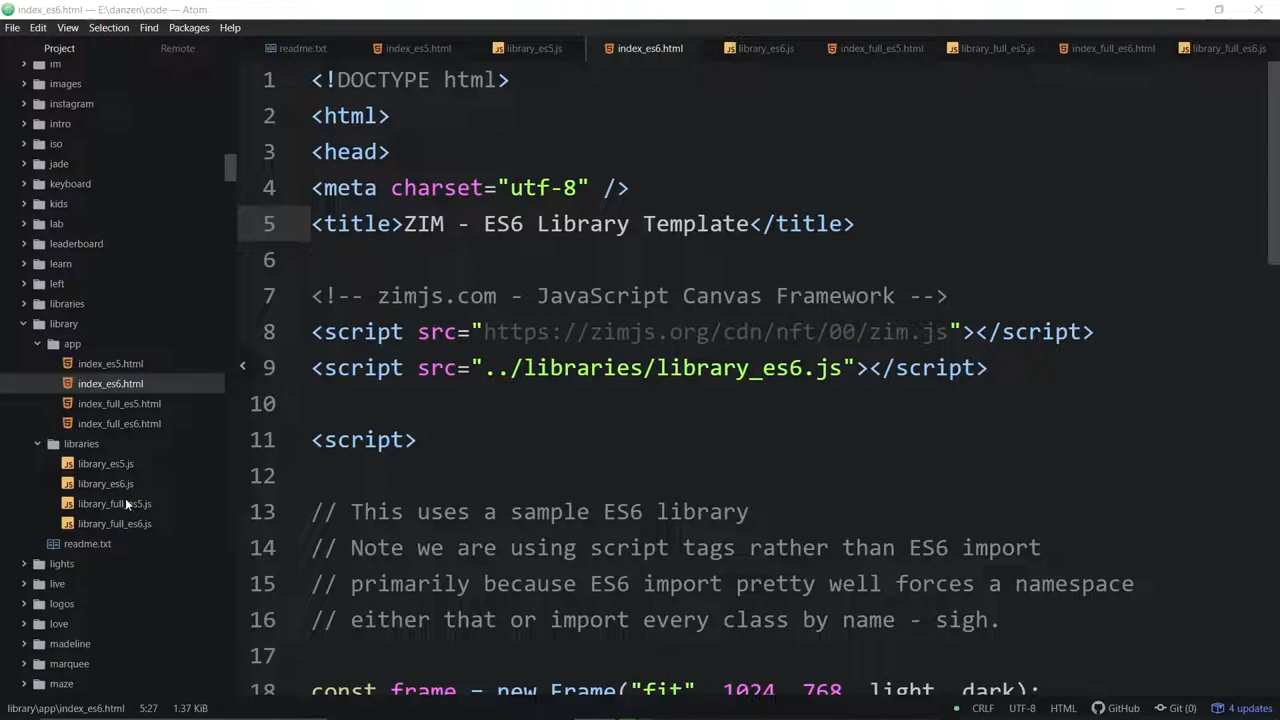 index_es6.html — E:\danzen\code — Atom
File Edit View Selection Find Packages Help
Project Remote
readme.txt index_es5.html library_es5.js index_es6.html library_es6.js index_full_es5.html library_full_es5.js index_full_es6.html library_full_es6.js
im
images
instagram
intro
iso
jade
keyboard
kids
lab
leaderboard
learn
left
libraries
library
app
index_es5.html
index_es6.html
index_full_es5.html
index_full_es6.html
libraries
library_es5.js
library_es6.js
library_full_es5.js
library_full_es6.js
readme.txt
lights
live
logos
love
madeline
marquee
maze
1 <!DOCTYPE html>
2 <html>
3 <head>
4 <meta charset="utf-8" />
5 <title>ZIM - ES6 Library Template</title>
6
7 <!-- zimjs.com - JavaScript Canvas Framework -->
8 <script src="https://zimjs.org/cdn/nft/00/zim.js"></script>
9 <script src="../libraries/library_es6.js"></script>
10
11 <script>
12
13 // This uses a sample ES6 library
14 // Note we are using script tags rather than ES6 import
15 // primarily because ES6 import pretty well forces a namespace
16 // either that or import every class by name - sigh.
17
18 const frame = new Frame("fit", 1024, 768, light, dark);
library\app\index_es6.html 5:27 1.37 KiB CRLF UTF-8 HTML GitHub Git (0) 4 updates